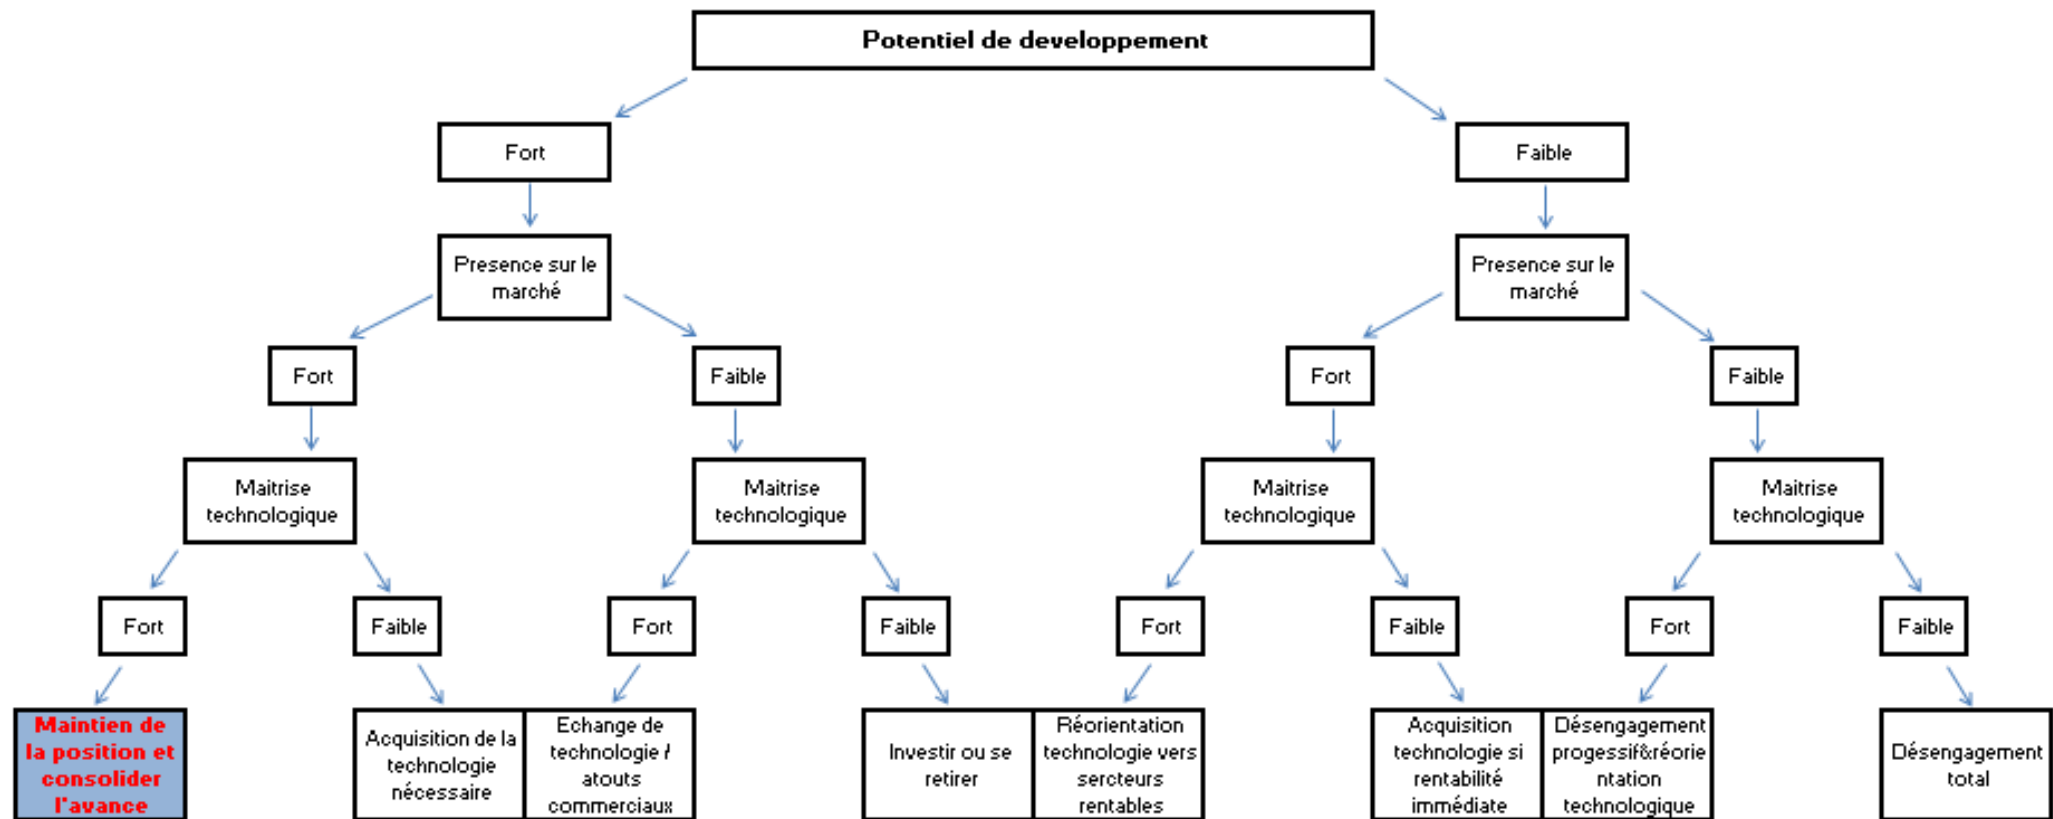 Potentiel de developpement
Fort
Faible
Presence sur le
marché
Presence sur le
marché
Fort
Faible
Fort
Faible
Maitrise
technologique
Maitrise
technologique
Maitrise
technologique
Maitrise
technologique
Fort
Faible
Fort
Faible
Fort
Faible
Fort
Faible
Maintien de
la position et
consolider
l'avance
Acquisition de la
technologie
nécessaire
Echange de
technologie /
atouts
commerciaux
Investir ou se
retirer
Réorientation
technologie vers
sercteurs
rentables
Acquisition
technologie si
rentabilité
immédiate
Désengagement
progessif&réorie
ntation
technologique
Désengagement
total